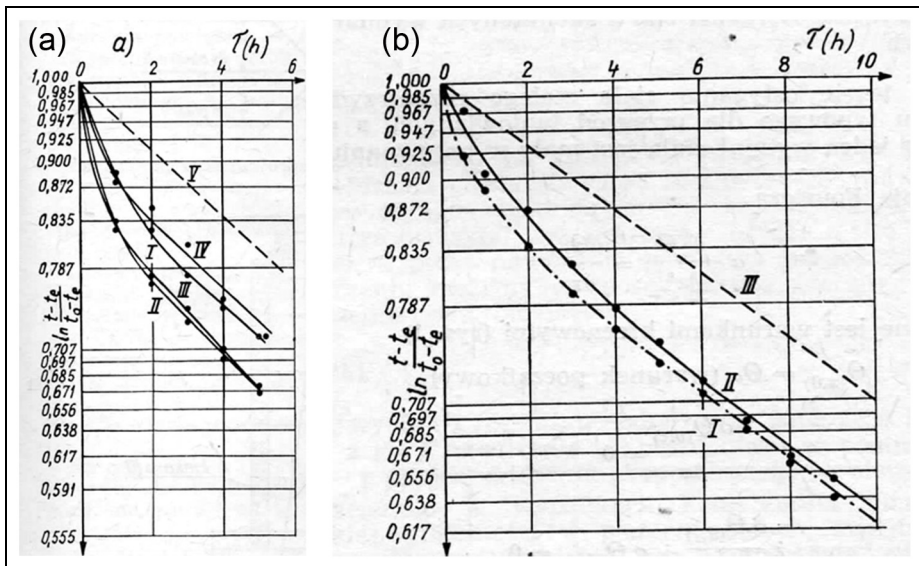 (a) a) τ(h)
0 2 4 6
1,000
0,985
0,967
0,947
0,925
0,900
0,872
0,835
0,787
0,707
0,697
0,685
0,671
0,656
0,638
0,617
0,591
0,555
ln t-te / to-te
V
IV
I
III
II
(b) τ(h)
0 2 4 6 8 10
1,000
0,985
0,967
0,947
0,925
0,900
0,872
0,835
0,787
0,707
0,697
0,685
0,671
0,656
0,638
0,617
ln t-te / to-te
III
II
I